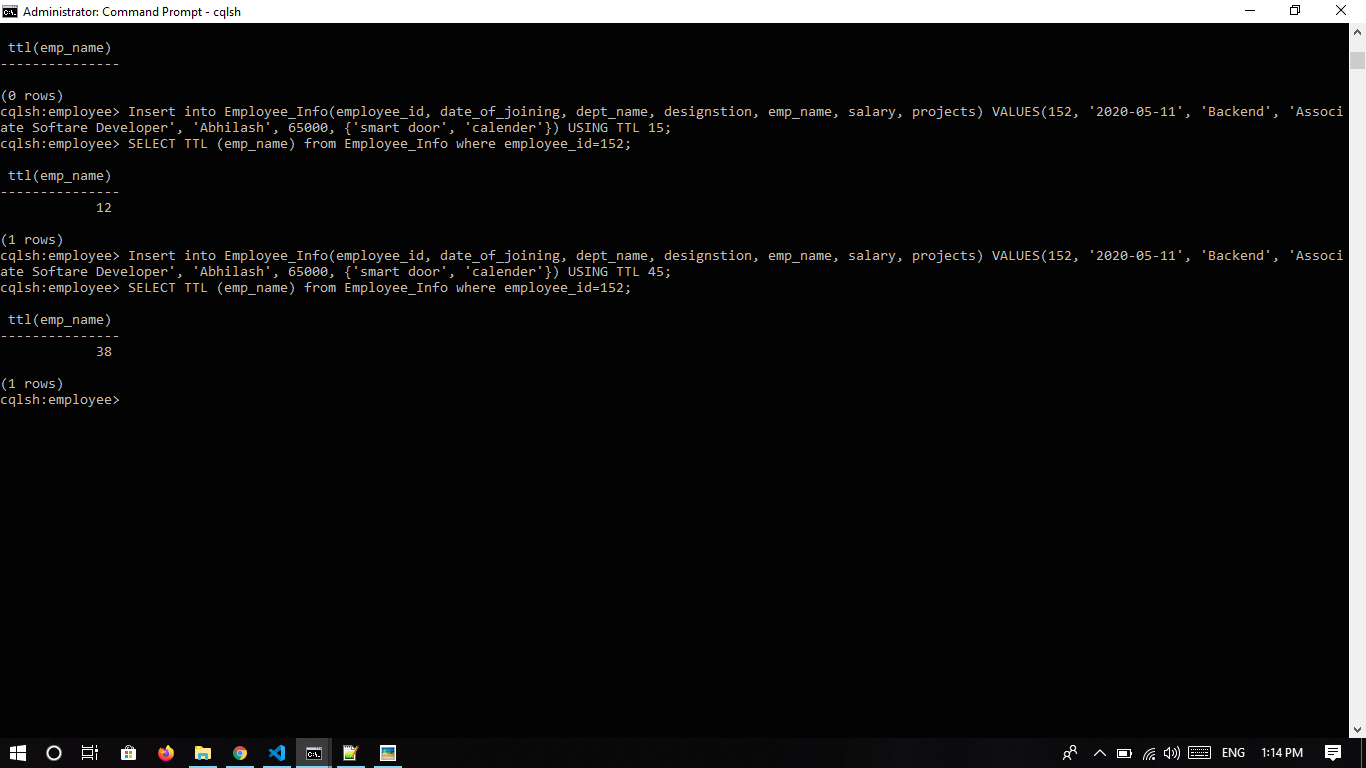 Administrator: Command Prompt - cqlsh
ttl(emp_name)
---------------
(0 rows)
cqlsh:employee> Insert into Employee_Info(employee_id, date_of_joining, dept_name, designstion, emp_name, salary, projects) VALUES(152, '2020-05-11', 'Backend', 'Associ
ate Softare Developer', 'Abhilash', 65000, {'smart door', 'calender'}) USING TTL 15;
cqlsh:employee> SELECT TTL (emp_name) from Employee_Info where employee_id=152;
ttl(emp_name)
---------------
12
(1 rows)
cqlsh:employee> Insert into Employee_Info(employee_id, date_of_joining, dept_name, designstion, emp_name, salary, projects) VALUES(152, '2020-05-11', 'Backend', 'Associ
ate Softare Developer', 'Abhilash', 65000, {'smart door', 'calender'}) USING TTL 45;
cqlsh:employee> SELECT TTL (emp_name) from Employee_Info where employee_id=152;
ttl(emp_name)
---------------
38
(1 rows)
cqlsh:employee>
ENG 1:14 PM